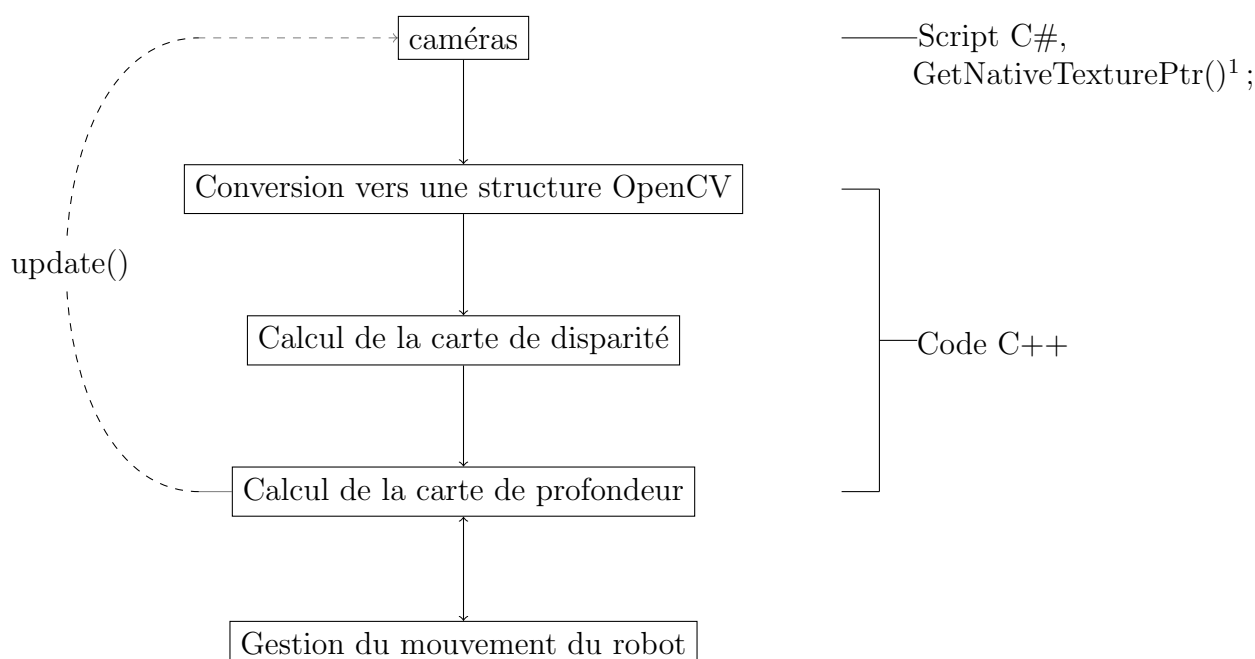 caméras
Script C#,
GetNativeTexturePtr()¹ ;
Conversion vers une structure OpenCV
update()
Calcul de la carte de disparité
Code C++
Calcul de la carte de profondeur
Gestion du mouvement du robot